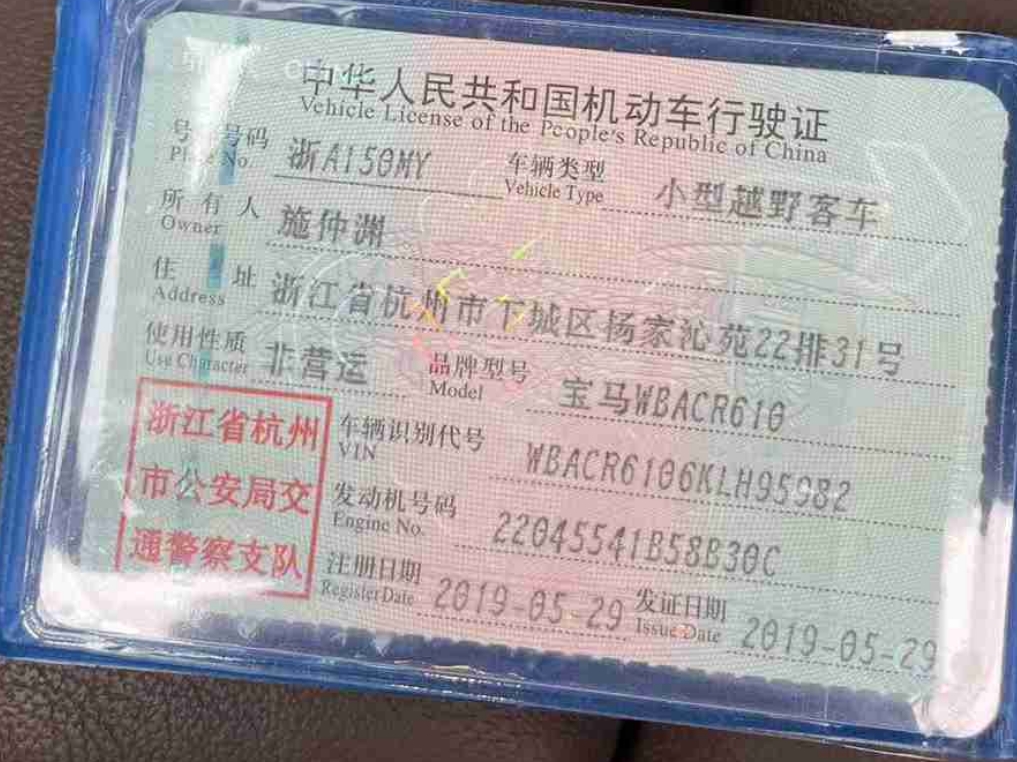 中华人民共和国机动车行驶证
Vehicle License of the People's Republic of China
号牌号码 浙A150MY 车辆类型 小型越野客车
Plate No. Vehicle Type
所有人 施仲渊
Owner
住址 浙江省杭州市下城区杨家沁苑22排31号
Address
使用性质 非营运 品牌型号 宝马WBACR610
Use Character Model
浙江省杭州
市公安局交
通警察支队
车辆识别代号 WBACR6106KLH95982
VIN
发动机号码 22045541B58B30C
Engine No.
注册日期 2019-05-29 发证日期 2019-05-29
Register Date Issue Date